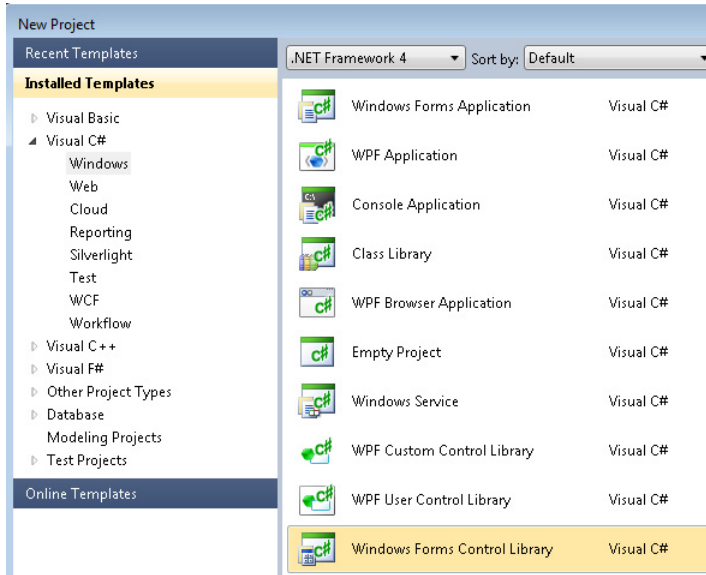 New Project
Recent Templates
Installed Templates
Visual Basic
Visual C#
Windows
Web
Cloud
Reporting
Silverlight
Test
WCF
Workflow
Visual C++
Visual F#
Other Project Types
Database
Modeling Projects
Test Projects
Online Templates
.NET Framework 4 Sort by: Default
Windows Forms Application Visual C#
WPF Application Visual C#
Console Application Visual C#
Class Library Visual C#
WPF Browser Application Visual C#
Empty Project Visual C#
Windows Service Visual C#
WPF Custom Control Library Visual C#
WPF User Control Library Visual C#
Windows Forms Control Library Visual C#